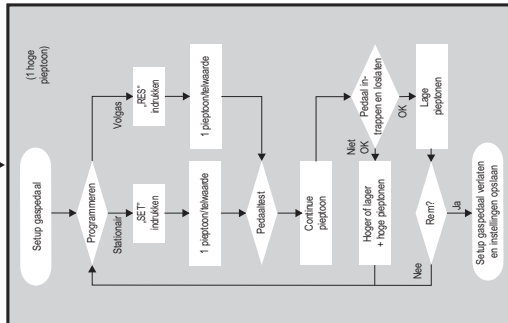 (1 hoge
pieptoon)
Setup gaspedaal
Programmeren
Stationair
Volgas
„SET”
indrukken
„RES”
indrukken
1 pieptoon/telwaarde
1 pieptoon/telwaarde
Pedaaltest
Continue
pieptoon
Pedaal in-
trappen en loslaten
Niet
OK
OK
Hoger of lager
+ hoge pieptonen
Lage
pieptonen
Rem?
Nee
Ja
Setup gaspedaal verlaten
en instellingen opslaan